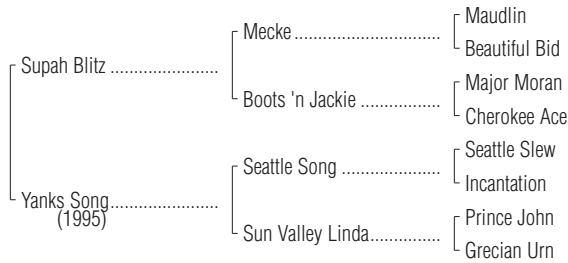 Maudlin
Mecke
Beautiful Bid
Supah Blitz
Major Moran
Boots 'n Jackie
Cherokee Ace
Seattle Slew
Seattle Song
Incantation
Yanks Song
(1995)
Prince John
Sun Valley Linda
Grecian Urn